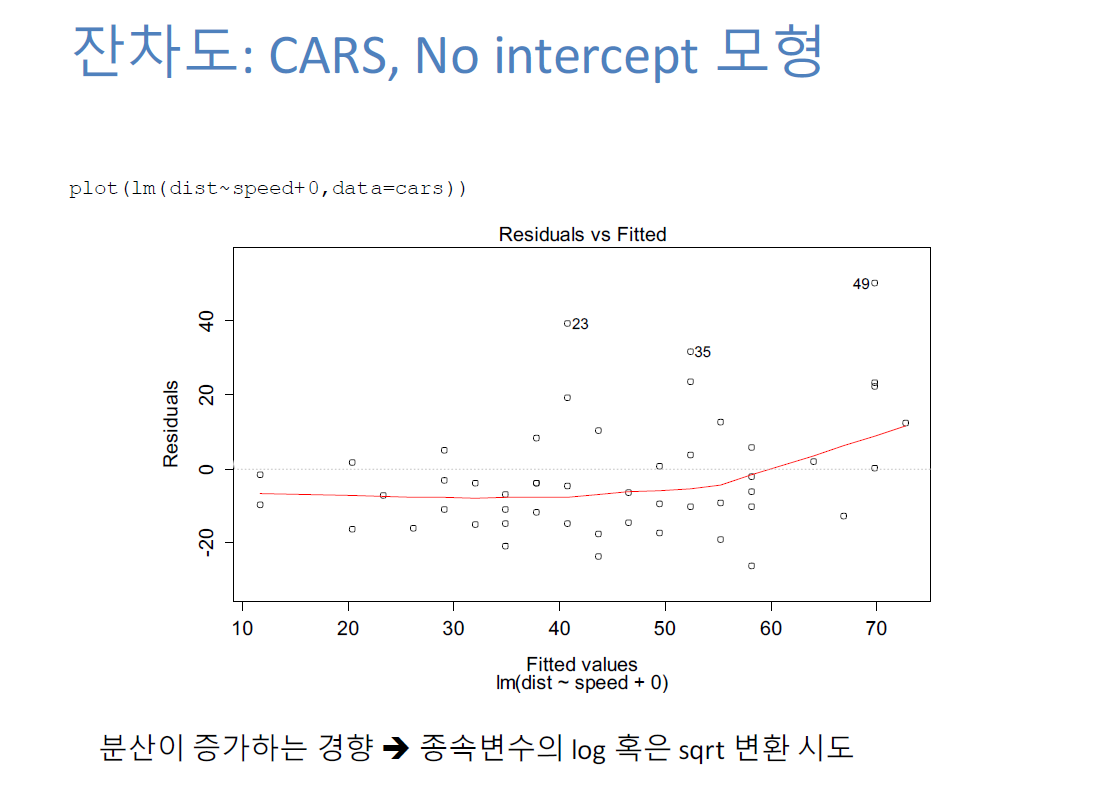 잔차도: CARS, No intercept 모형
plot(lm(dist~speed+0,data=cars))
Residuals vs Fitted
49
23
35
Residuals
40
20
0
-20
10 20 30 40 50 60 70
Fitted values
lm(dist ~ speed + 0)
분산이 증가하는 경향 ➔ 종속변수의 log 혹은 sqrt 변환 시도